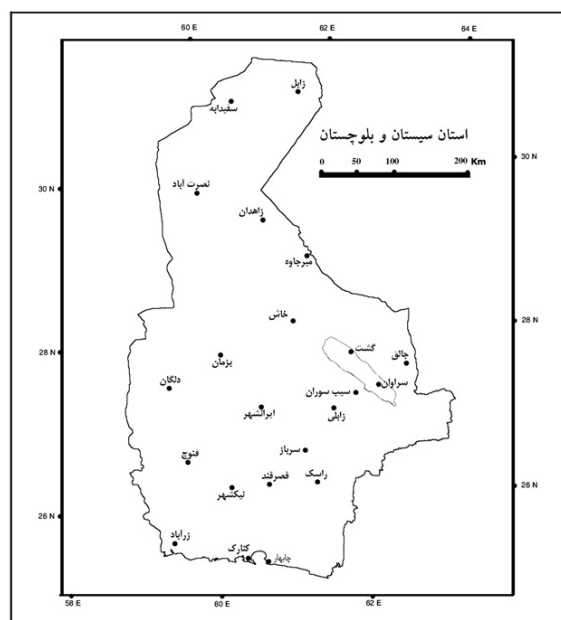 60 E
62 E
64 E
زابل
سفیدابه
استان سیستان و بلوچستان
0 50 100 200 Km
30 N
نصرت آباد
30 N
زاهدان
میرجاوه
خاش
28 N
گشت
جالق
28 N
بزمان
دلگان
سراوان
سیب سوران
ایرانشهر
زابلی
سرباز
فنوج
قصرقند
راسک
نیکشهر
26 N
26 N
زرآباد
کنارک
چابهار
58 E
60 E
62 E